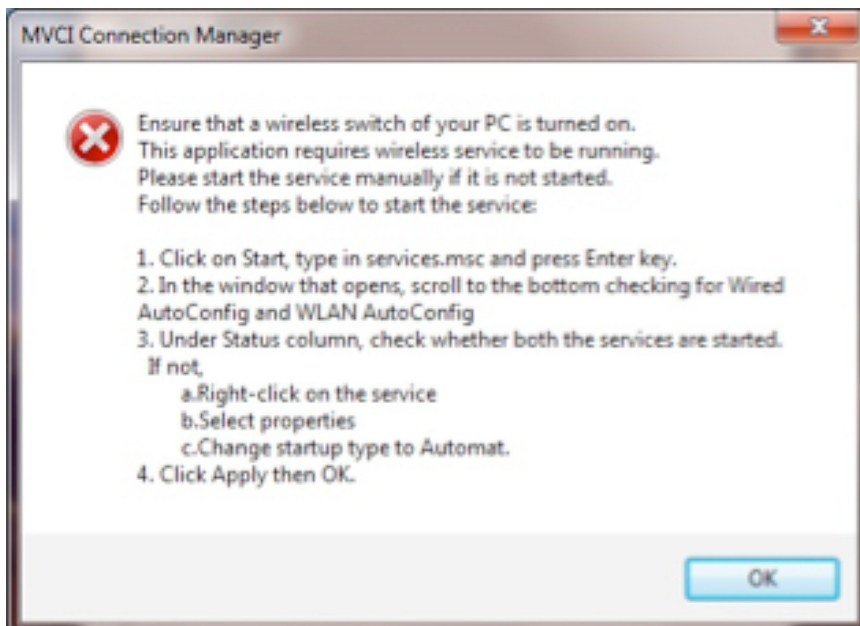 MVCI Connection Manager
Ensure that a wireless switch of your PC is turned on.
This application requires wireless service to be running.
Please start the service manually if it is not started.
Follow the steps below to start the service:
1. Click on Start, type in services.msc and press Enter key.
2. In the window that opens, scroll to the bottom checking for Wired
AutoConfig and WLAN AutoConfig
3. Under Status column, check whether both the services are started.
If not,
a.Right-click on the service
b.Select properties
c.Change startup type to Automat.
4. Click Apply then OK.
OK